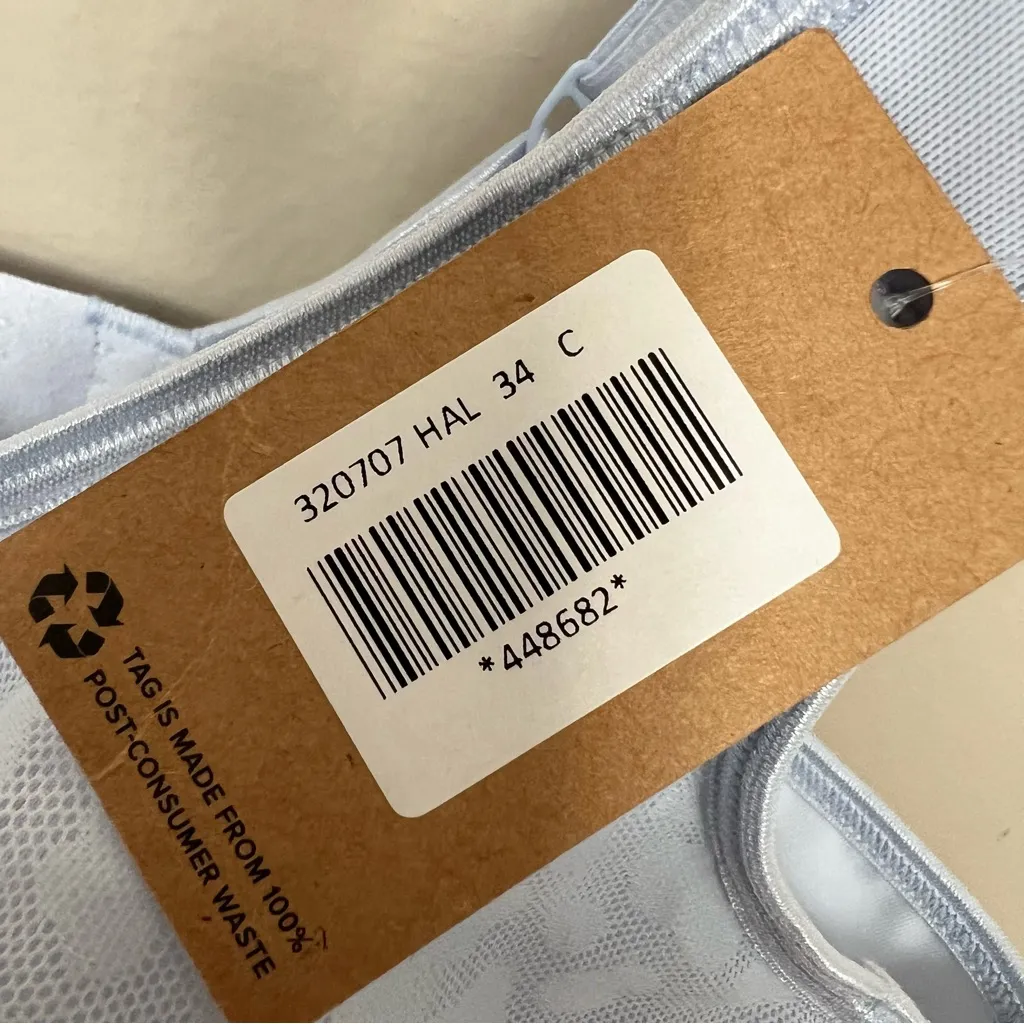 320707 HAL 34 C
*448682*
TAG IS MADE FROM 100%
POST-CONSUMER WASTE